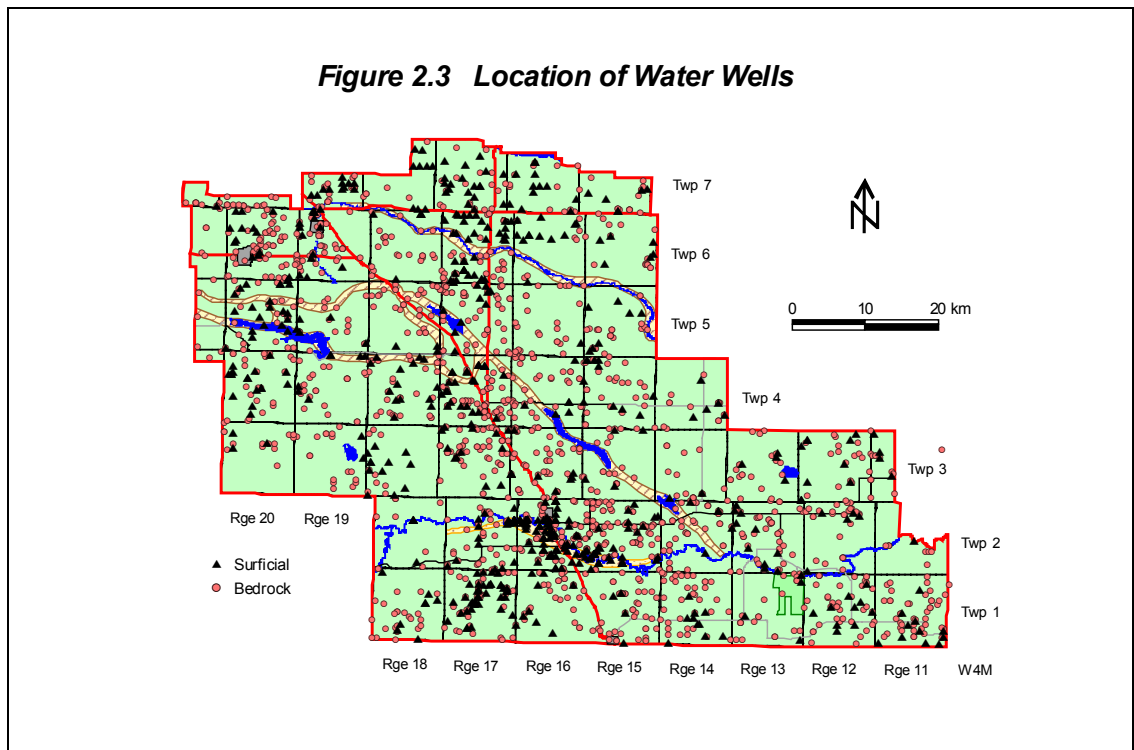 Figure 2.3 Location of Water Wells
Twp 7
N
Twp 6
0 10 20 km
Twp 5
Twp 4
Twp 3
Rge 20 Rge 19
Twp 2
Surficial
Bedrock
Twp 1
Rge 18 Rge 17 Rge 16 Rge 15 Rge 14 Rge 13 Rge 12 Rge 11 W4M